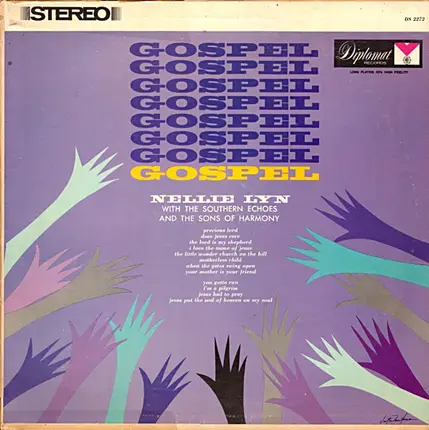 STEREO
DS 2272
Diplomat
RECORDS
LONG PLAYING 33⅓ HIGH FIDELITY
GOSPEL
GOSPEL
GOSPEL
GOSPEL
GOSPEL
GOSPEL
GOSPEL
GOSPEL
NELLIE LYN
WITH THE SOUTHERN ECHOES
AND THE SONS OF HARMONY
precious lord
does jesus care
the lord is my shepherd
i love the name of jesus
the little wonder church on the hill
motherless child
when the gates swing open
your mother is your friend
you gotta run
i'm a pilgrim
jesus had to pray
jesus put the seal of heaven on my soul